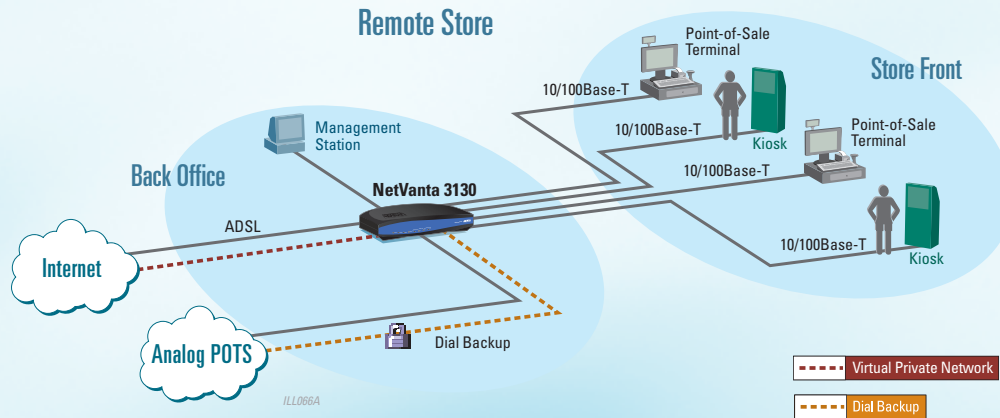 Remote Store
Point-of-Sale
Terminal
Store Front
10/100Base-T
10/100Base-T
Kiosk
Point-of-Sale
Terminal
10/100Base-T
10/100Base-T
Kiosk
Management
Station
Back Office
NetVanta 3130
ADSL
Internet
Analog POTS
Dial Backup
ILL066A
Virtual Private Network
Dial Backup